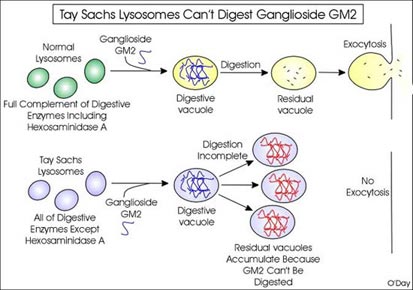 Tay Sachs Lysosomes Can't Digest Ganglioside GM2
Normal
Lysosomes
Full Complement of Digestive
Enzymes Including
Hexosaminidase A
Ganglioside
GM2
Digestive
vacuole
Digestion
Residual
vacuole
Exocytosis
Tay Sachs
Lysosomes
All of Digestive
Enzymes Except
Hexosaminidase A
Ganglioside
GM2
Digestive
vacuole
Digestion
Incomplete
Residual vacuoles
Accumulate Because
GM2 Can't Be
Digested
No
Exocytosis
O'Day